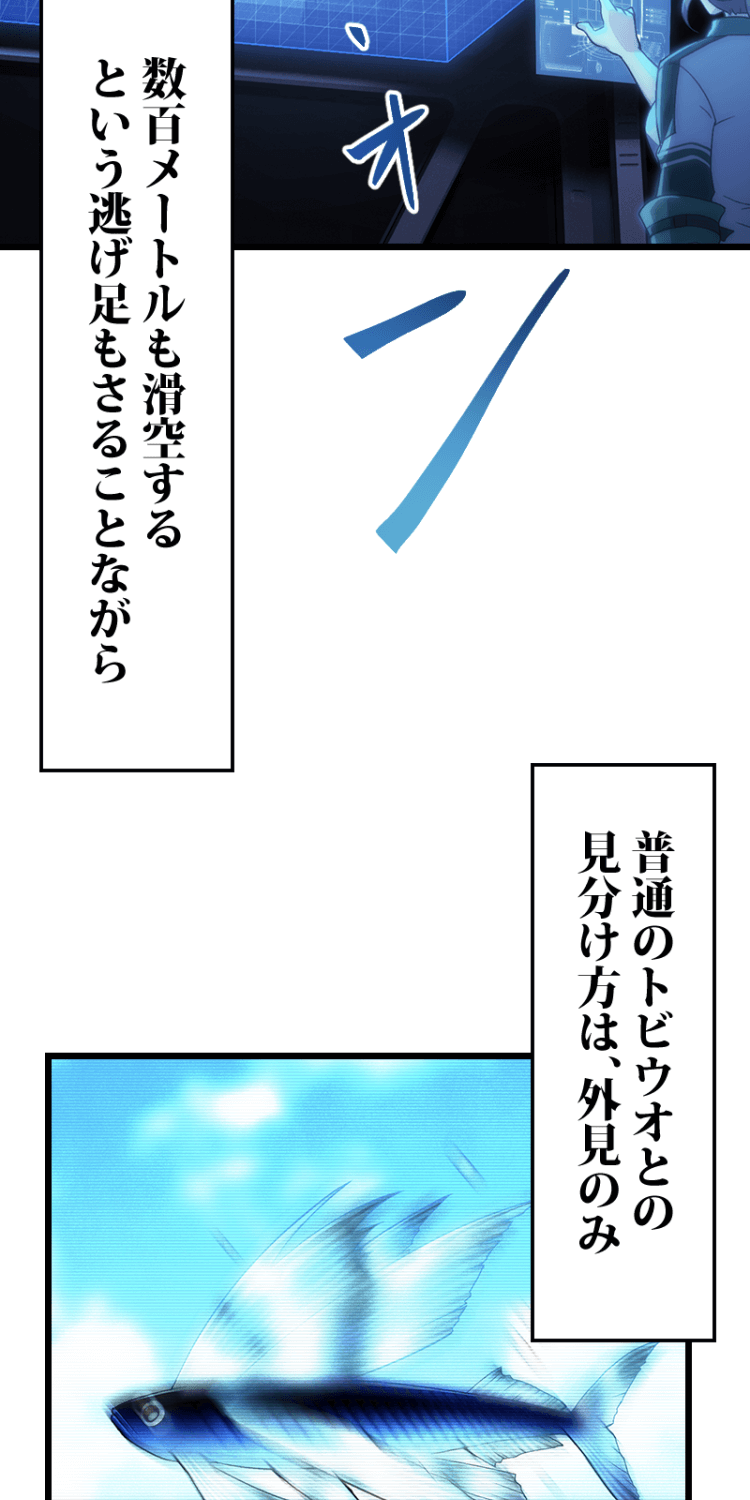 オン
数百メートルも滑空する
という逃げ足もさることながら
普通のトビウオとの
見分け方は、外見のみ